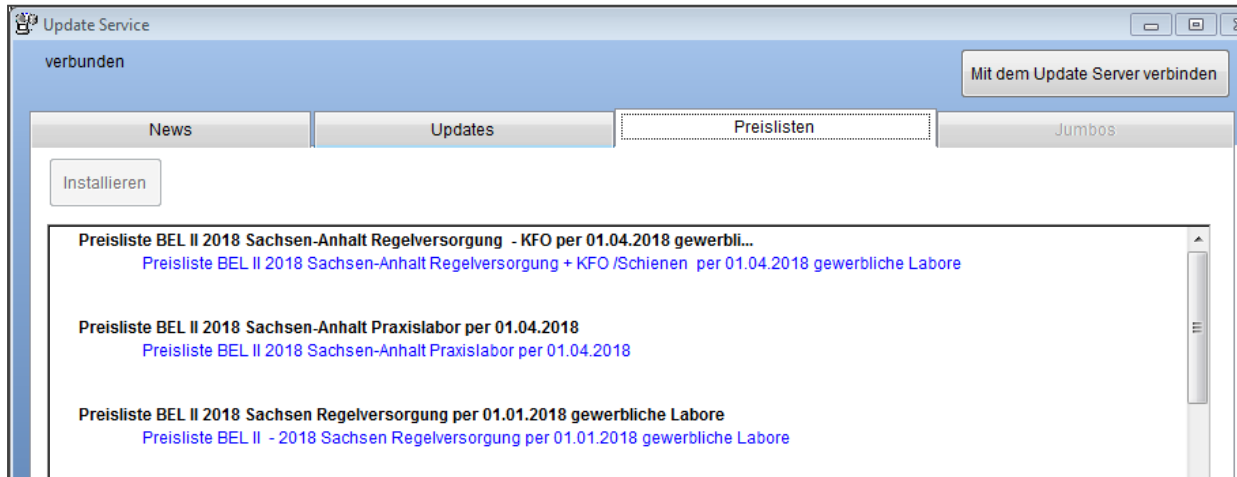 Update Service
verbunden
Mit dem Update Server verbinden
News Updates Preislisten Jumbos
Installieren
Preisliste BEL II 2018 Sachsen-Anhalt Regelversorgung - KFO per 01.04.2018 gewerbli...
Preisliste BEL II 2018 Sachsen-Anhalt Regelversorgung + KFO /Schienen per 01.04.2018 gewerbliche Labore
Preisliste BEL II 2018 Sachsen-Anhalt Praxislabor per 01.04.2018
Preisliste BEL II 2018 Sachsen-Anhalt Praxislabor per 01.04.2018
Preisliste BEL II 2018 Sachsen Regelversorgung per 01.01.2018 gewerbliche Labore
Preisliste BEL II - 2018 Sachsen Regelversorgung per 01.01.2018 gewerbliche Labore